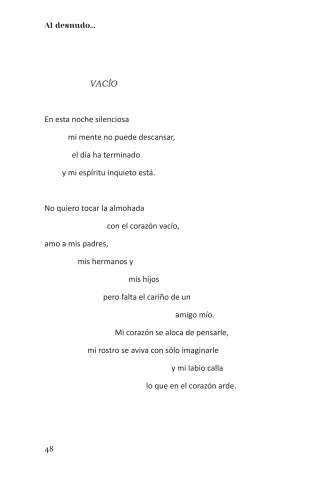 Al desnudo...
VACÍO
En esta noche silenciosa
mi mente no puede descansar,
el día ha terminado
y mi espíritu inquieto está.
No quiero tocar la almohada
con el corazón vacío,
amo a mis padres,
mis hermanos y
mis hijos
pero falta el cariño de un
amigo mío.
Mi corazón se aloca de pensarle,
mi rostro se aviva con sólo imaginarle
y mi labio calla
lo que en el corazón arde.
48